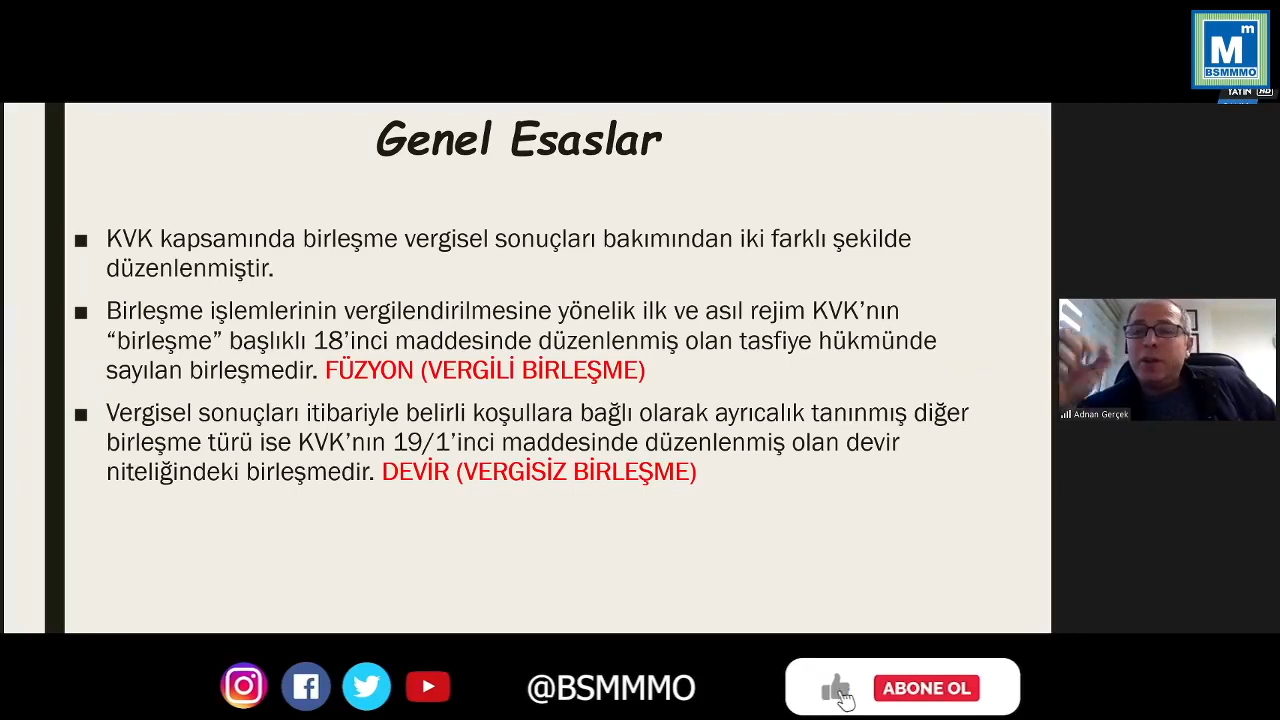 m
M
BSMMMO
YAYIN HD
Genel Esaslar
■ KVK kapsamında birleşme vergisel sonuçları bakımından iki farklı şekilde
düzenlenmiştir.
■ Birleşme işlemlerinin vergilendirilmesine yönelik ilk ve asıl rejim KVK’nın
“birleşme” başlıklı 18’inci maddesinde düzenlenmiş olan tasfiye hükmünde
sayılan birleşmedir. FÜZYON (VERGİLİ BİRLEŞME)
■ Vergisel sonuçları itibariyle belirli koşullara bağlı olarak ayrıcalık tanınmış diğer
birleşme türü ise KVK’nın 19/1’inci maddesinde düzenlenmiş olan devir
niteliğindeki birleşmedir. DEVİR (VERGİSİZ BİRLEŞME)
Adnan Gerçek
@BSMMMO
ABONE OL